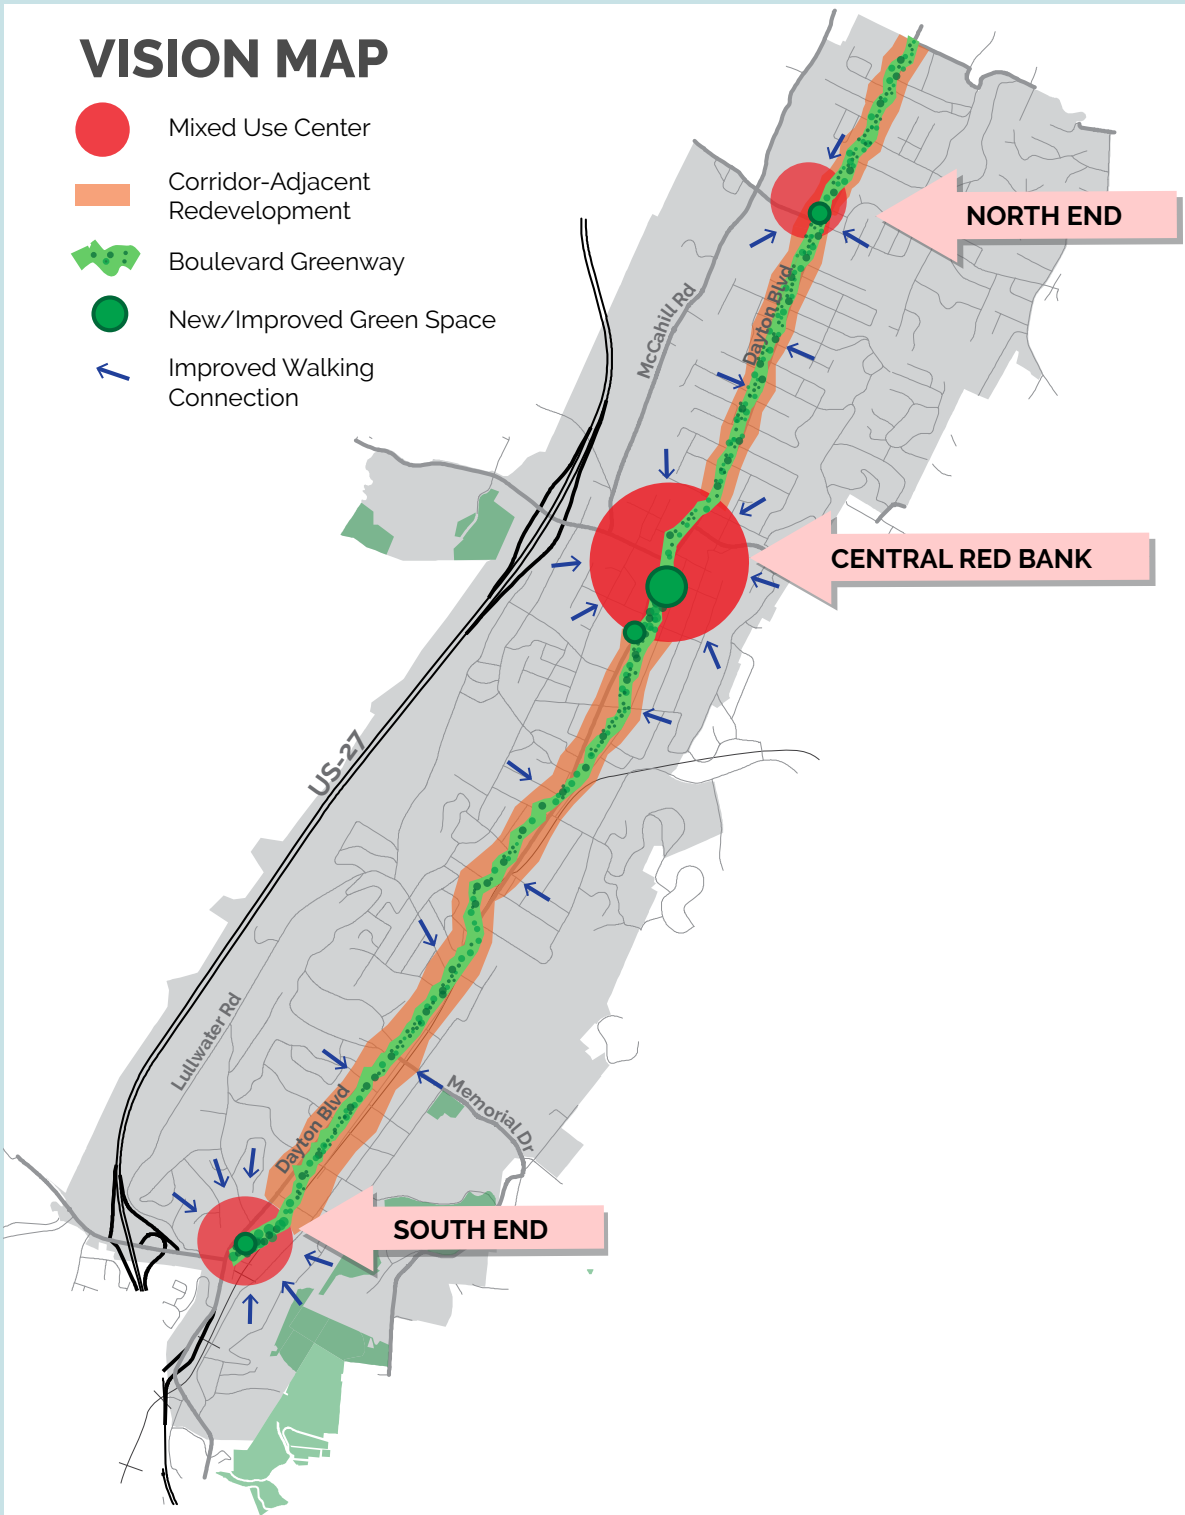 VISION MAP
Mixed Use Center
Corridor-Adjacent
Redevelopment
Boulevard Greenway
New/Improved Green Space
Improved Walking
Connection
NORTH END
McCahill Rd
Dayton Blvd
CENTRAL RED BANK
US-27
Lullwater Rd
Dayton Blvd
Memorial Dr
SOUTH END